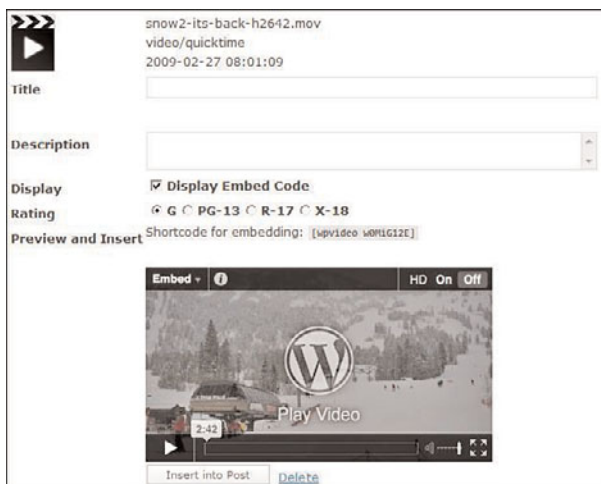 snow2-its-back-h2642.mov
video/quicktime
2009-02-27 08:01:09
Title
Description
Display Display Embed Code
Rating G PG-13 R-17 X-18
Preview and Insert Shortcode for embedding: [wpvideo w0MiG12E]
Embed HD On Off
Play Video
2:42
Insert into Post Delete